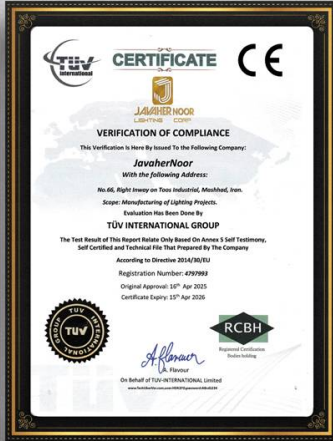 TÜV
international
CERTIFICATE
CE
JAVAHER NOOR
LIGHTING CORP
VERIFICATION OF COMPLIANCE
This Verification Is Here By Issued To The Following Company:
JavaherNoor
With the following Address:
No.66, Right Inway on Toos Industrial, Mashhad, Iran.
Scope: Manufacturing of Lighting Projects.
Evaluation Has Been Done By
TÜV INTERNATIONAL GROUP
The Test Result of This Report Relate Only Based On Annex 5 Self Testimony,
Self Certified and Technical File That Prepared By The Company
According to Directive 2014/30/EU
Registration Number: 4797993
Original Approval: 16th Apr 2025
Certificate Expiry: 15th Apr 2026
TUV
GROUP
TUV
RCBH
Registered Certification
Bodies holding
A. Flavour
On Behalf of TUV-INTERNATIONAL Limited